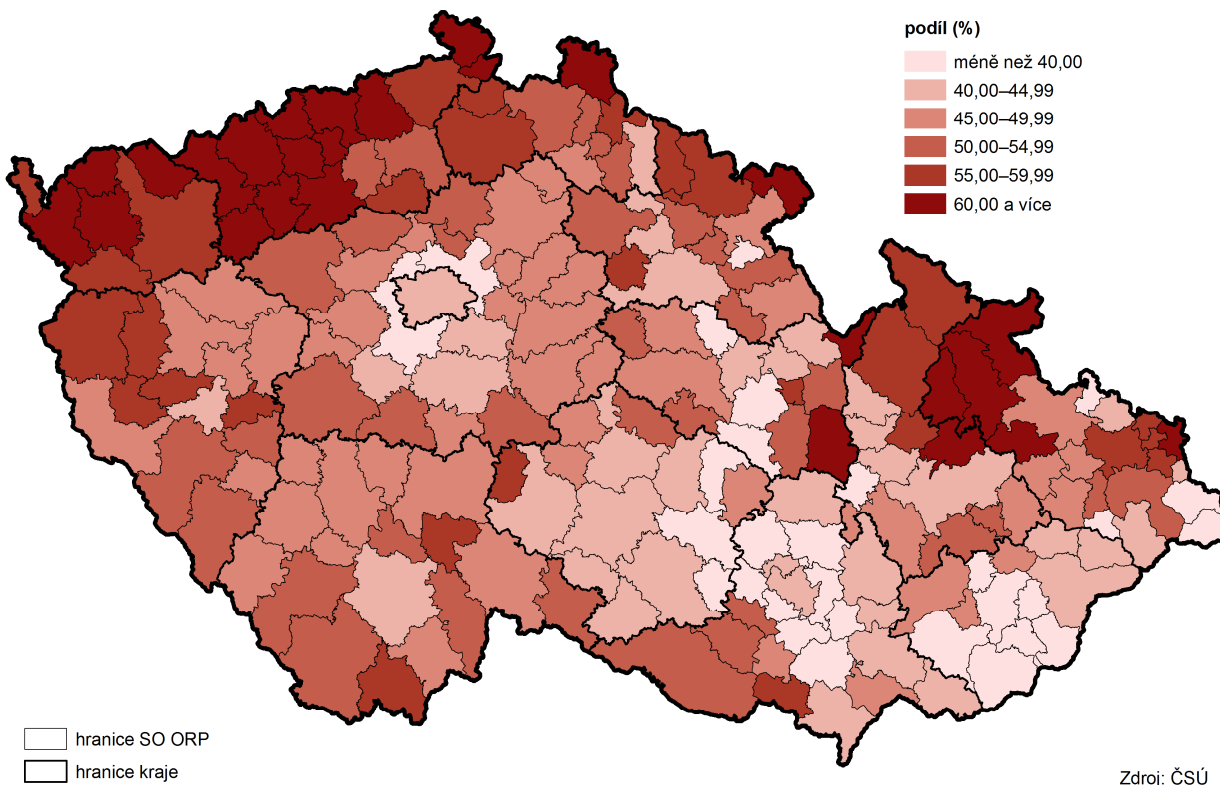 podíl (%)
méně než 40,00
40,00–44,99
45,00–49,99
50,00–54,99
55,00–59,99
60,00 a více
hranice SO ORP
hranice kraje
Zdroj: ČSÚ